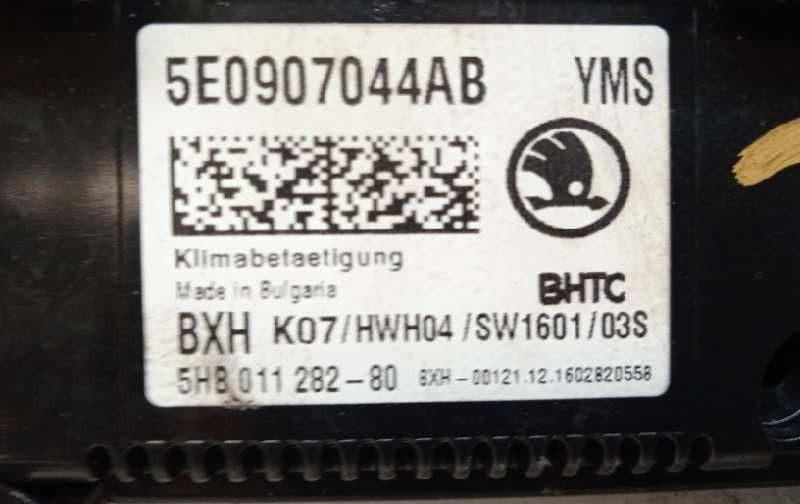 5E0907044AB YMS
Klimabetaetigung
Made in Bulgaria
BHTC
BXH K07/HWH04/SW1601/03S
5HB 011 282-80 BXH-00121.12.1602820558